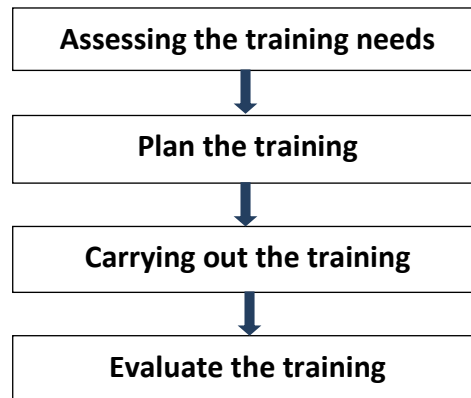 Assessing the training needs
Plan the training
Carrying out the training
Evaluate the training